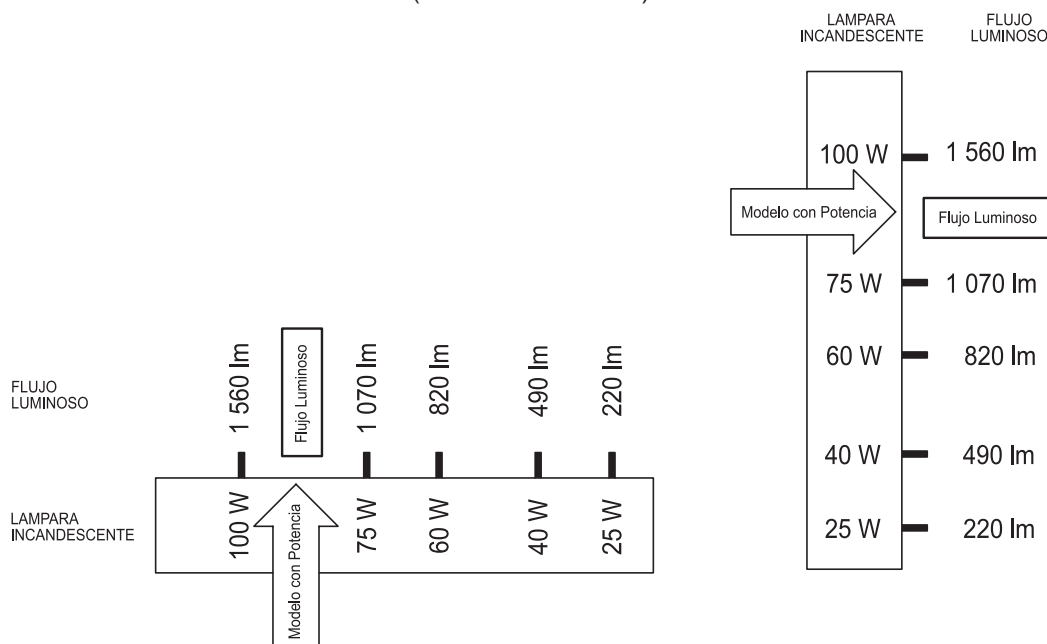 LAMPARA
INCANDESCENTE
FLUJO
LUMINOSO
100 W
1 560 lm
Modelo con Potencia
Flujo Luminoso
75 W
1 070 lm
60 W
820 lm
40 W
490 lm
25 W
220 lm
FLUJO
LUMINOSO
1 560 lm
Flujo Luminoso
1 070 lm
820 lm
490 lm
220 lm
LAMPARA
INCANDESCENTE
100 W
Modelo con Potencia
75 W
60 W
40 W
25 W